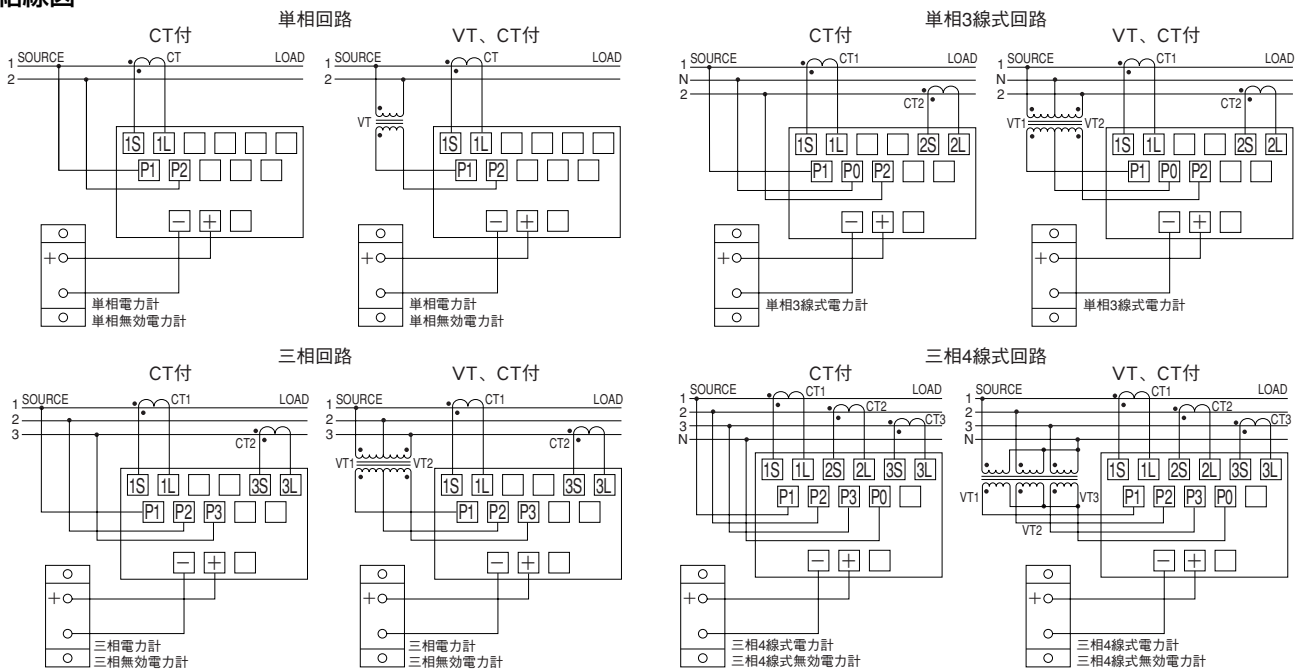 結線図
単相回路
CT付
1 SOURCE CT LOAD
2
1S 1L
P1 P2
− +
+
単相電力計
単相無効電力計
VT、CT付
1 SOURCE CT LOAD
2
VT
1S 1L
P1 P2
− +
+
単相電力計
単相無効電力計
単相3線式回路
CT付
1 SOURCE CT1 LOAD
N
2
CT2
1S 1L 2S 2L
P1 P0 P2
− +
+
単相3線式電力計
VT、CT付
1 SOURCE CT1 LOAD
N
2
CT2
VT1 VT2
1S 1L 2S 2L
P1 P0 P2
− +
+
単相3線式電力計
三相回路
CT付
1 SOURCE CT1 LOAD
2
3
CT2
1S 1L 3S 3L
P1 P2 P3
− +
+
三相電力計
三相無効電力計
VT、CT付
1 SOURCE CT1 LOAD
2
3
CT2
VT1 VT2
1S 1L 3S 3L
P1 P2 P3
− +
+
三相電力計
三相無効電力計
三相4線式回路
CT付
1 SOURCE CT1 LOAD
2 CT2
3 CT3
N
1S 1L 2S 2L 3S 3L
P1 P2 P3 P0
− +
+
三相4線式電力計
三相4線式無効電力計
VT、CT付
1 SOURCE CT1 LOAD
2 CT2
3 CT3
N
1S 1L 2S 2L 3S 3L
VT1 VT3 P1 P2 P3 P0
VT2
− +
+
三相4線式電力計
三相4線式無効電力計